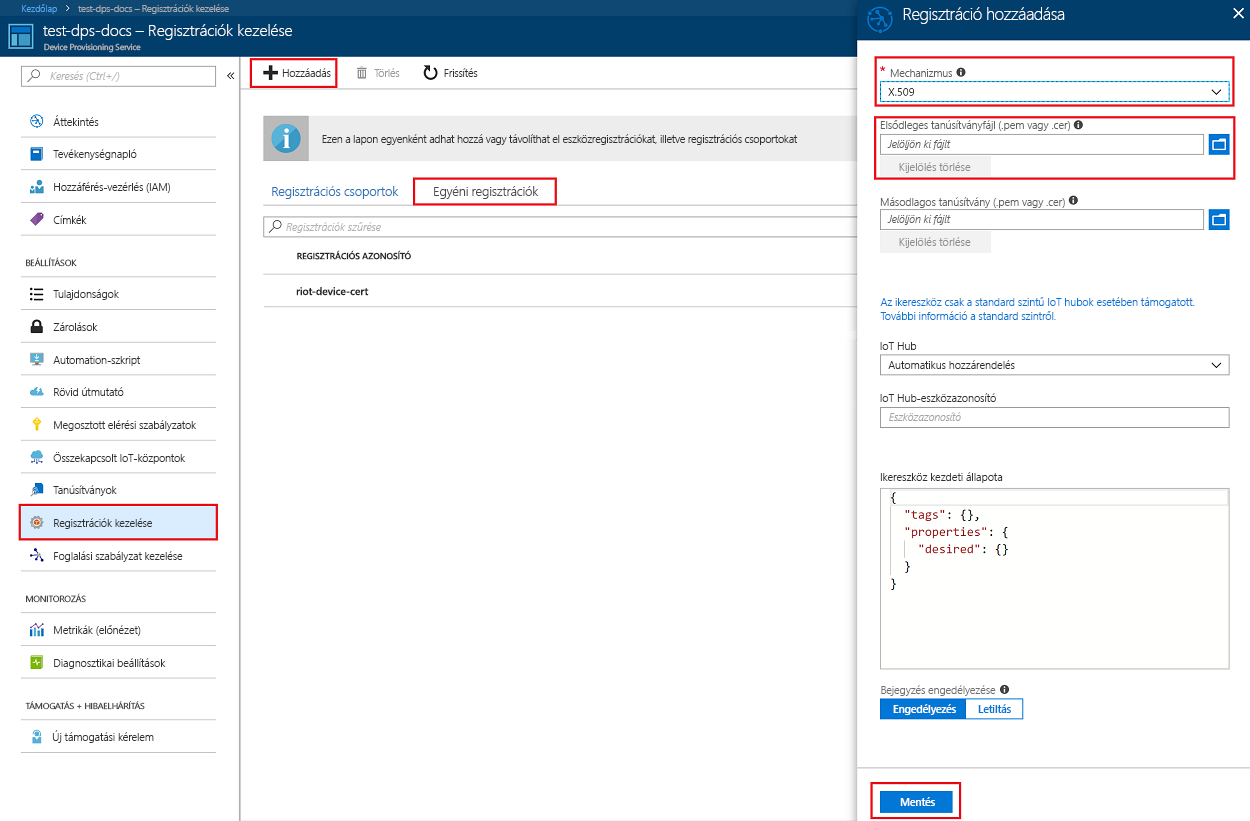 Kezdőlap > test-dps-docs – Regisztrációk kezelése
test-dps-docs – Regisztrációk kezelése
Device Provisioning Service
Keresés (Ctrl+/)
«
Áttekintés
Tevékenységnapló
Hozzáférés-vezérlés (IAM)
Címkék
BEÁLLÍTÁSOK
Tulajdonságok
Zárolások
Automation-szkript
Rövid útmutató
Megosztott elérési szabályzatok
Összekapcsolt IoT-központok
Tanúsítványok
Regisztrációk kezelése
Foglalási szabályzat kezelése
MONITOROZÁS
Metrikák (előnézet)
Diagnosztikai beállítások
TÁMOGATÁS + HIBAELHÁRÍTÁS
Új támogatási kérelem
Hozzáadás
Törlés
Frissítés
Ezen a lapon egyenként adhat hozzá vagy távolíthat el eszközregisztrációkat, illetve regisztrációs csoportokat
Regisztrációs csoportok
Egyéni regisztrációk
Regisztrációk szűrése
REGISZTRÁCIÓS AZONOSÍTÓ
riot-device-cert
Regisztráció hozzáadása
* Mechanizmus
X.509
Elsődleges tanúsítványfájl (.pem vagy .cer)
Jelöljön ki fájlt
Kijelölés törlése
Másodlagos tanúsítvány (.pem vagy .cer)
Jelöljön ki fájlt
Kijelölés törlése
Az ikereszköz csak a standard szintű IoT hubok esetében támogatott.
További információ a standard szintről.
IoT Hub
Automatikus hozzárendelés
IoT Hub-eszközazonosító
Eszközazonosító
Ikereszköz kezdeti állapota
{
"tags": {},
"properties": {
"desired": {}
}
}
Bejegyzés engedélyezése
Engedélyezés
Letiltás
Mentés